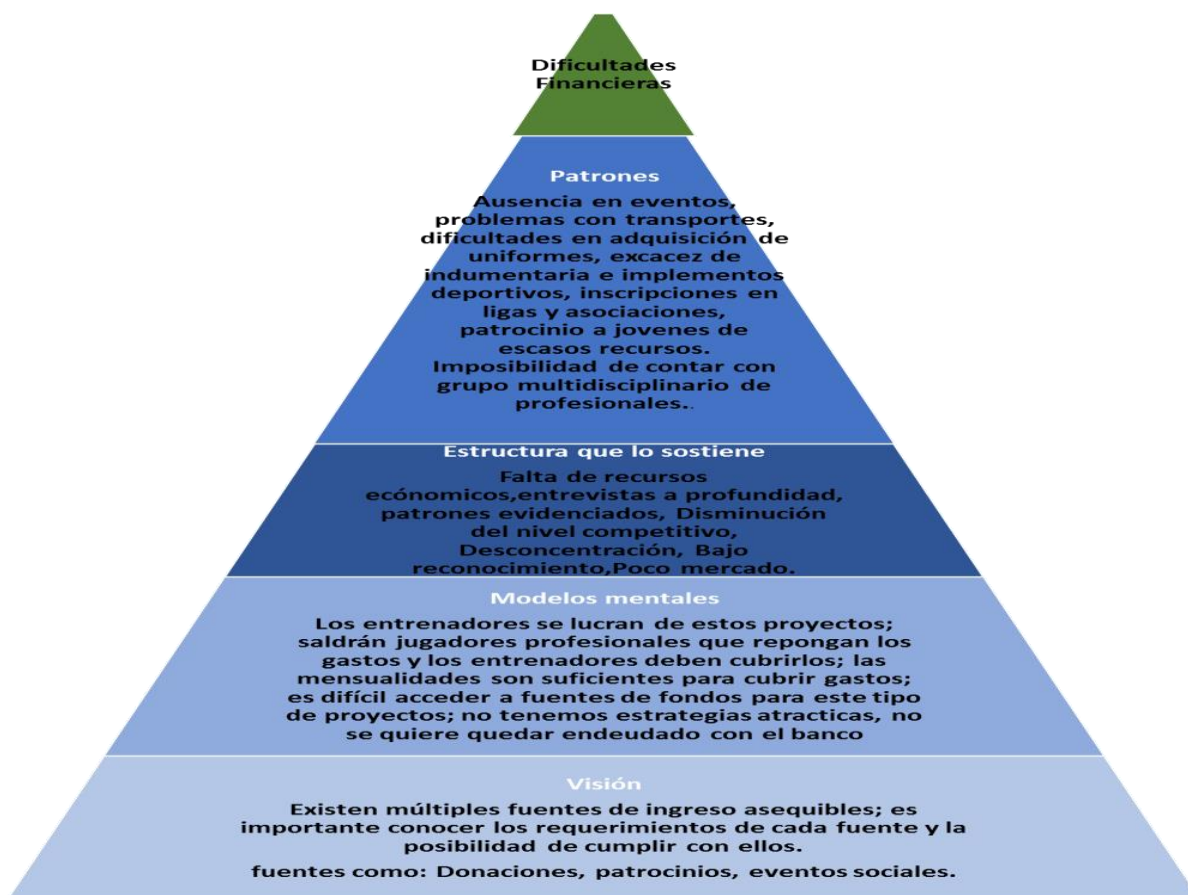 Dificultades
Financieras
Patrones
Ausencia en eventos,
problemas con transportes,
dificultades en adquisición de
uniformes, excacez de
indumentaria e implementos
deportivos, inscripciones en
ligas y asociaciones,
patrocinio a jovenes de
escasos recursos.
Imposibilidad de contar con
grupo multidisciplinario de
profesionales..
Estructura que lo sostiene
Falta de recursos
ecónomicos,entrevistas a profundidad,
patrones evidenciados, Disminución
del nivel competitivo,
Desconcentración, Bajo
reconocimiento,Poco mercado.
Modelos mentales
Los entrenadores se lucran de estos proyectos;
saldrán jugadores profesionales que repongan los
gastos y los entrenadores deben cubrirlos; las
mensualidades son suficientes para cubrir gastos;
es difícil acceder a fuentes de fondos para este tipo
de proyectos; no tenemos estrategias atracticas, no
se quiere quedar endeudado con el banco
Visión
Existen múltiples fuentes de ingreso asequibles; es
importante conocer los requerimientos de cada fuente y la
posibilidad de cumplir con ellos.
fuentes como: Donaciones, patrocinios, eventos sociales.